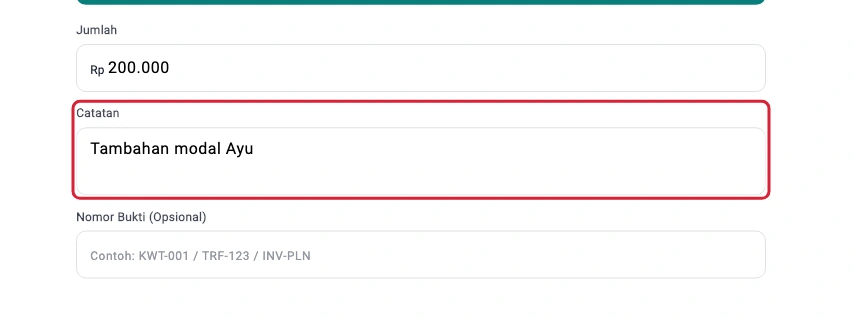 Jumlah
Rp 200.000
Catatan
Tambahan modal Ayu
Nomor Bukti (Opsional)
Contoh: KWT-001 / TRF-123 / INV-PLN